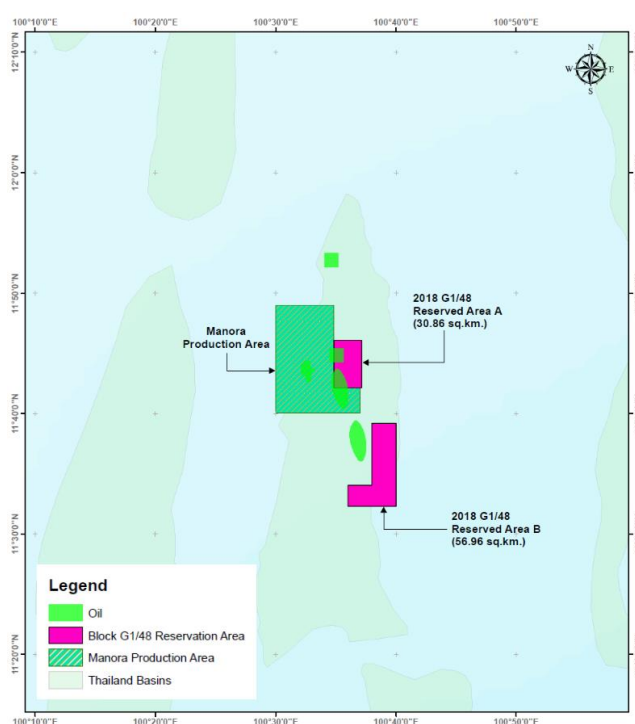 100°10'0"E 100°20'0"E 100°30'0"E 100°40'0"E 100°50'0"E
12°10'0"N
N
W E
S
12°0'0"N
11°50'0"N
2018 G1/48
Reserved Area A
(30.86 sq.km.)
Manora
Production Area
11°40'0"N
2018 G1/48
Reserved Area B
(56.96 sq.km.)
11°30'0"N
Legend
Oil
Block G1/48 Reservation Area
Manora Production Area
Thailand Basins
11°20'0"N
100°10'0"E 100°20'0"E 100°30'0"E 100°40'0"E 100°50'0"E